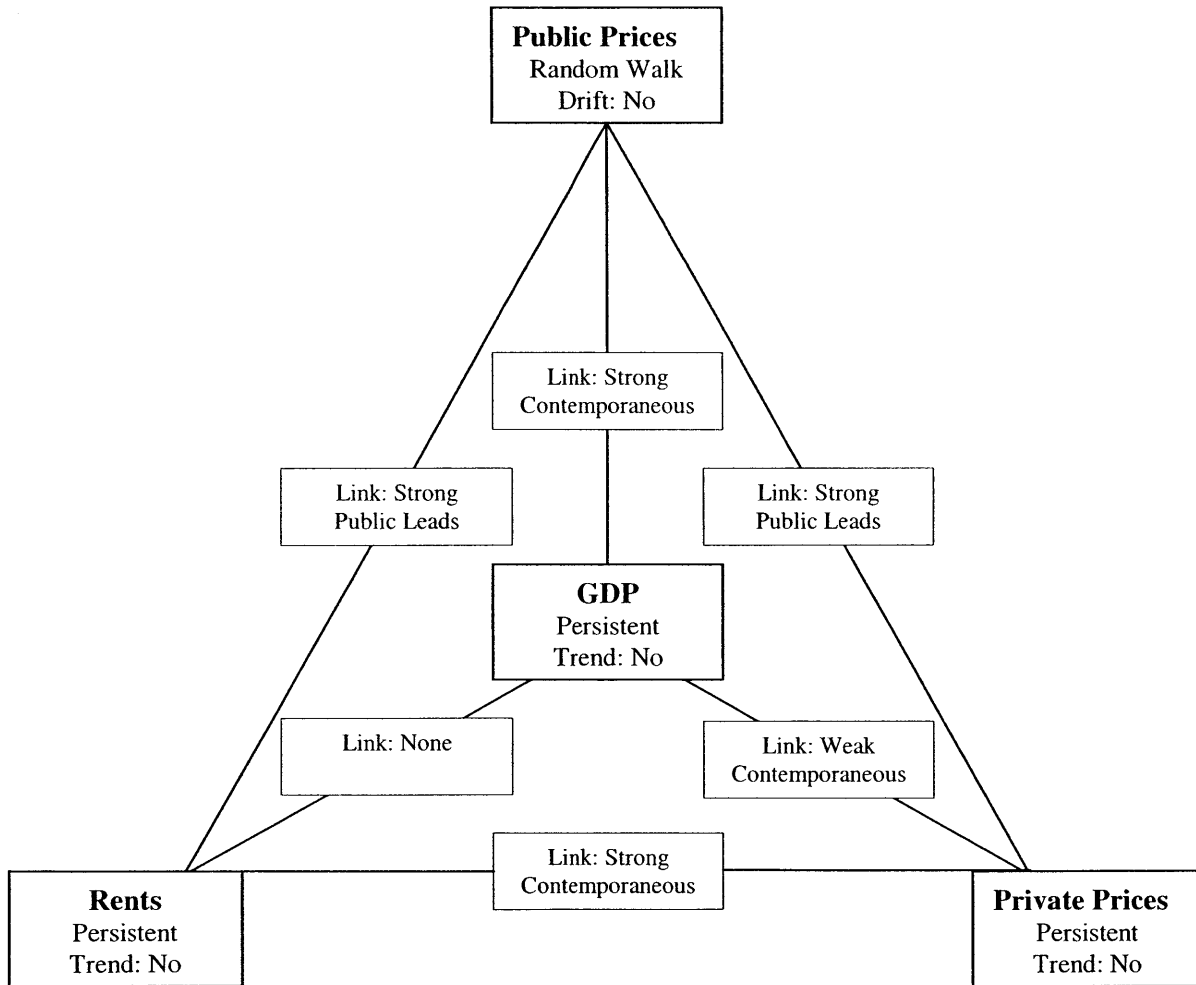 Public Prices
Random Walk
Drift: No
Link: Strong
Contemporaneous
Link: Strong
Public Leads
Link: Strong
Public Leads
GDP
Persistent
Trend: No
Link: None
Link: Weak
Contemporaneous
Link: Strong
Contemporaneous
Rents
Persistent
Trend: No
Private Prices
Persistent
Trend: No